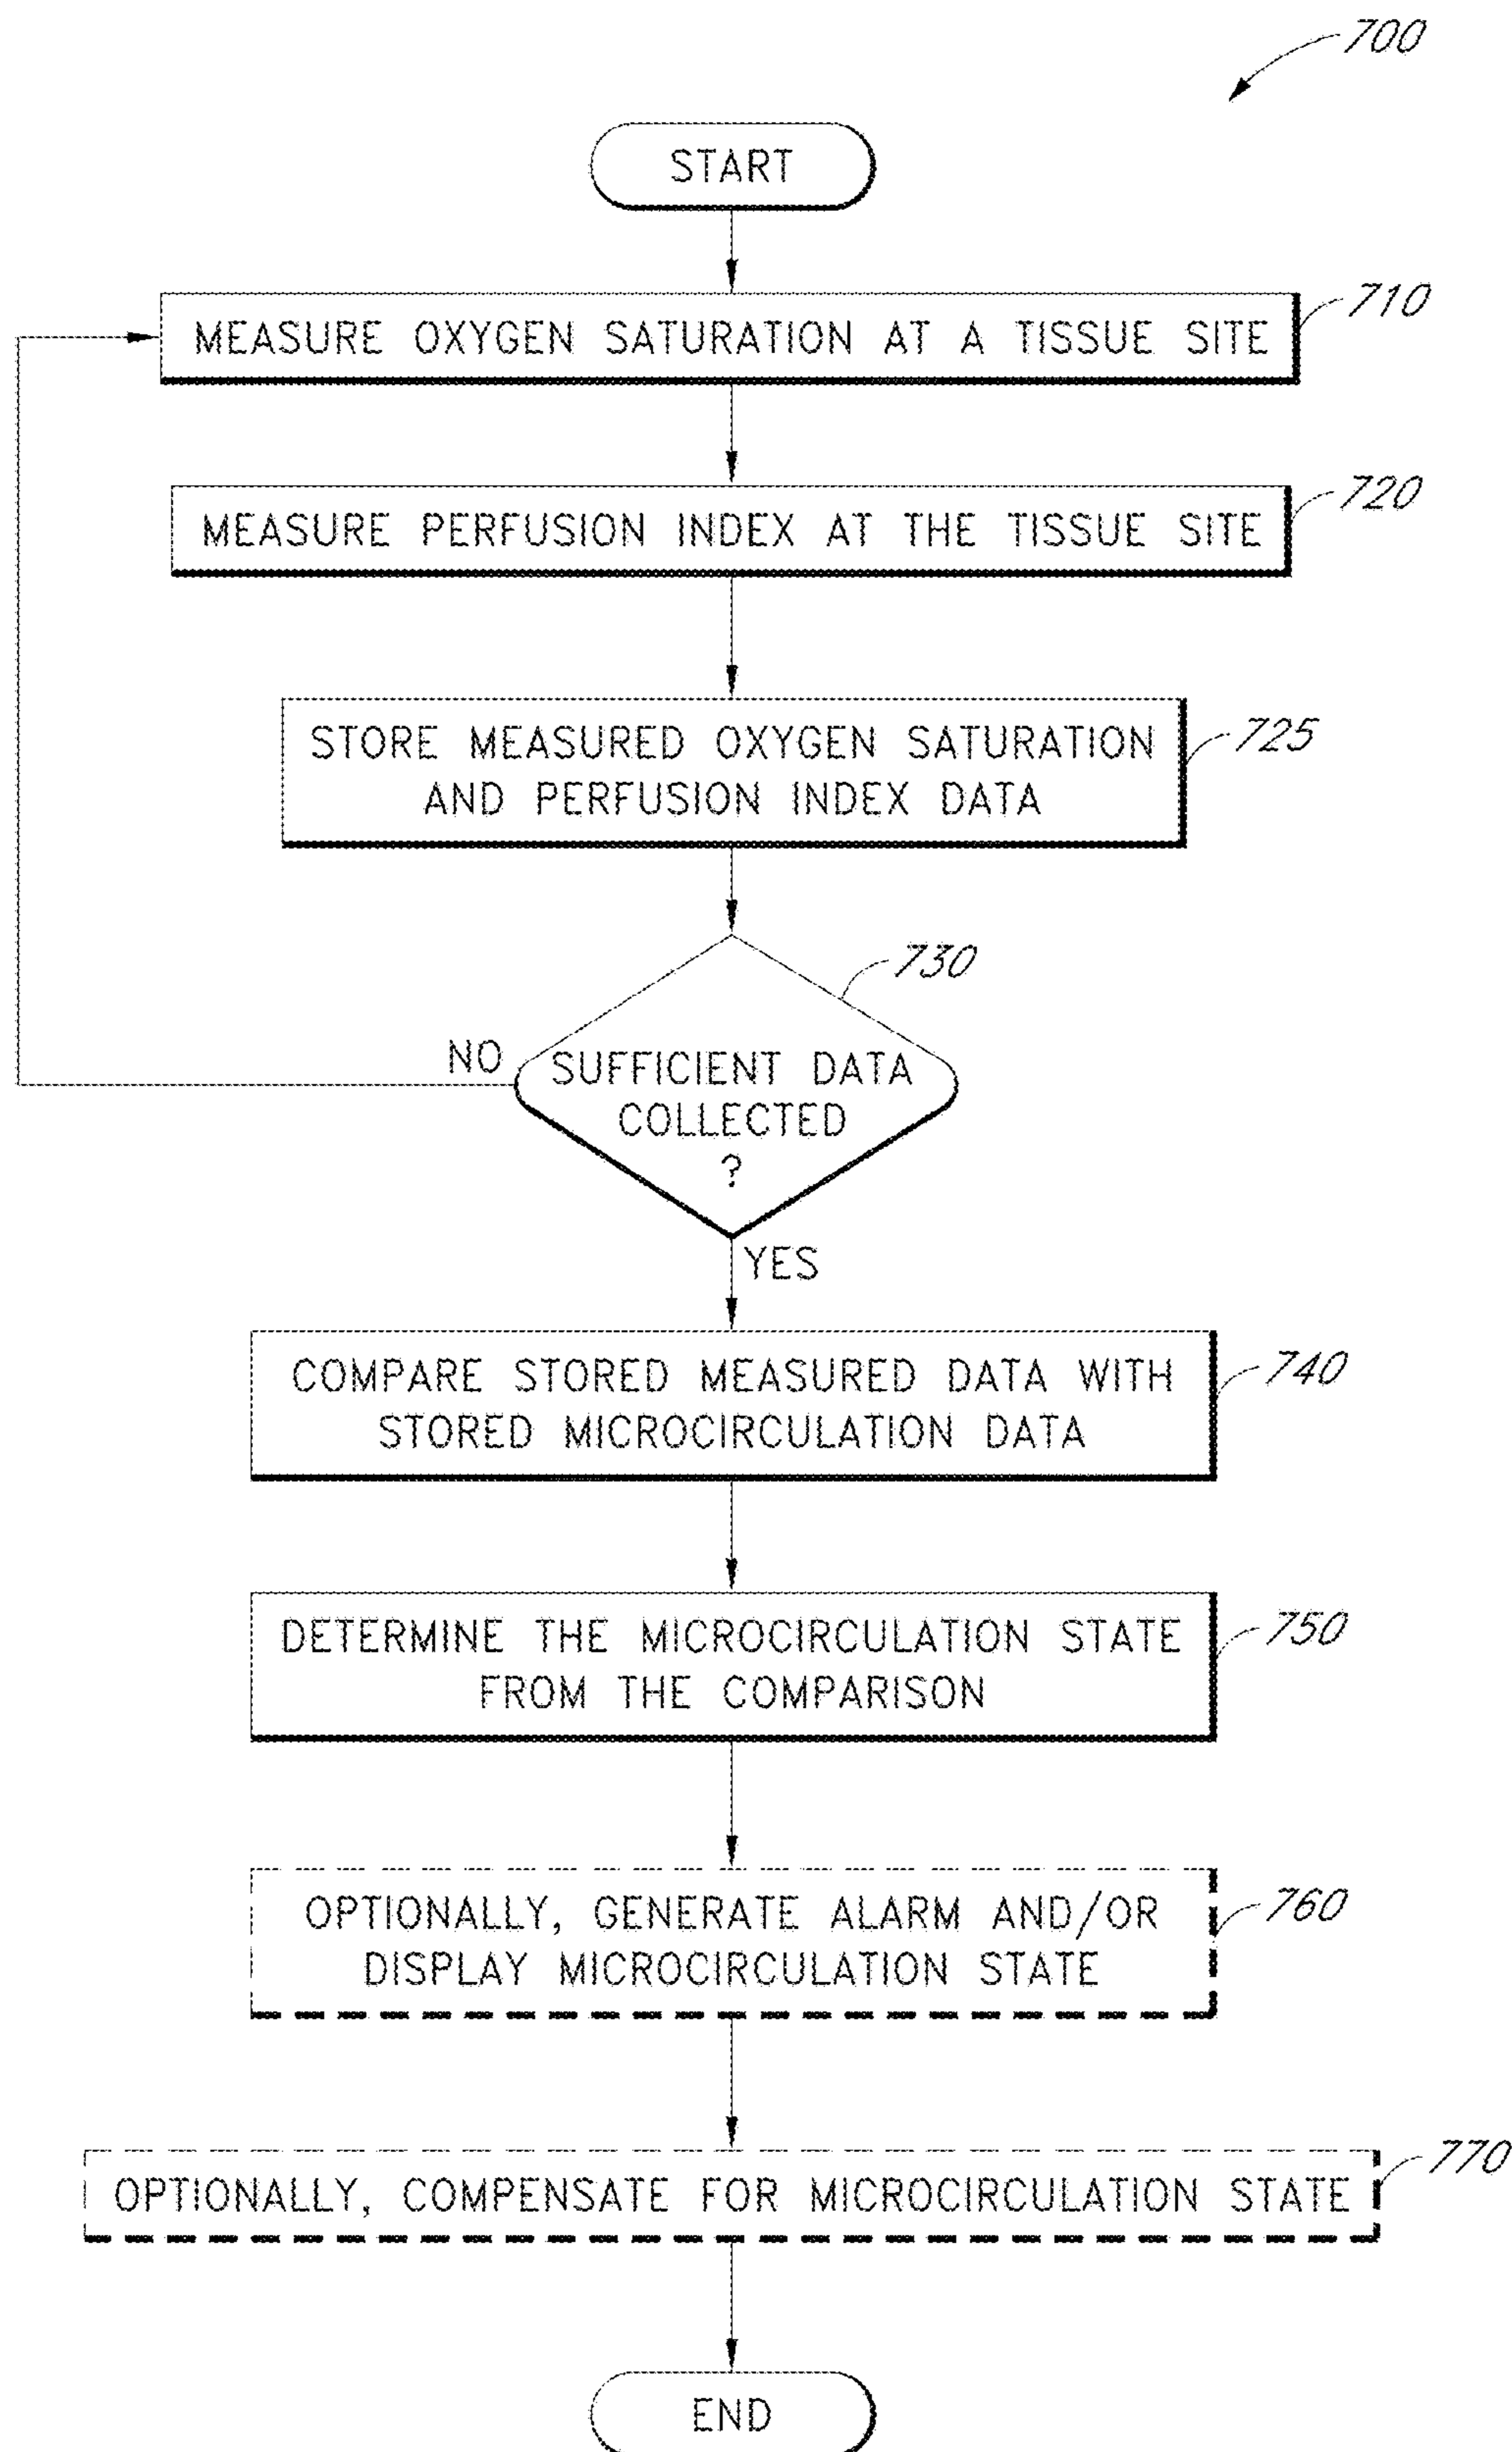 700
START
MEASURE OXYGEN SATURATION AT A TISSUE SITE
710
MEASURE PERFUSION INDEX AT THE TISSUE SITE
720
STORE MEASURED OXYGEN SATURATION
AND PERFUSION INDEX DATA
725
730
NO
SUFFICIENT DATA
COLLECTED
?
YES
COMPARE STORED MEASURED DATA WITH
STORED MICROCIRCULATION DATA
740
DETERMINE THE MICROCIRCULATION STATE
FROM THE COMPARISON
750
OPTIONALLY, GENERATE ALARM AND/OR
DISPLAY MICROCIRCULATION STATE
760
OPTIONALLY, COMPENSATE FOR MICROCIRCULATION STATE
770
END